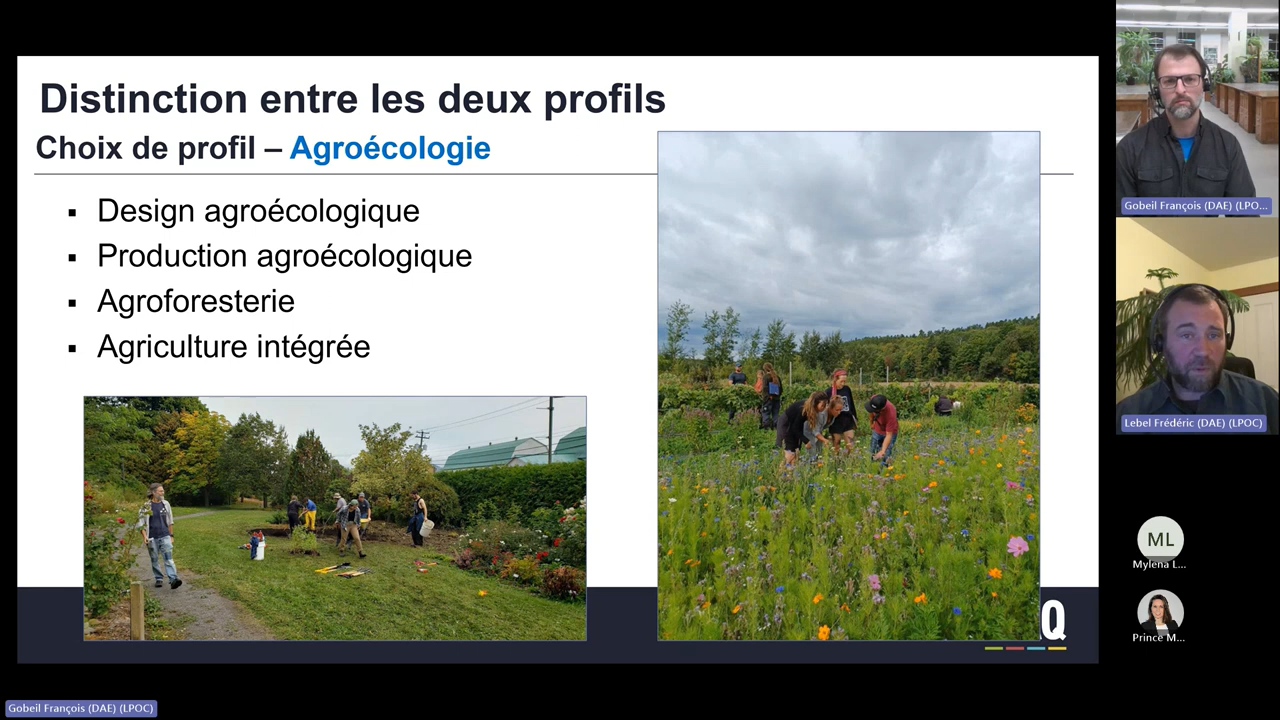 Distinction entre les deux profils
Choix de profil – Agroécologie
▪ Design agroécologique
▪ Production agroécologique
▪ Agroforesterie
▪ Agriculture intégrée
Q
Gobeil François (DAE) (LPO...
Lebel Frédéric (DAE) (LPOC)
ML
Mylena L...
Prince M...
Gobeil François (DAE) (LPOC)